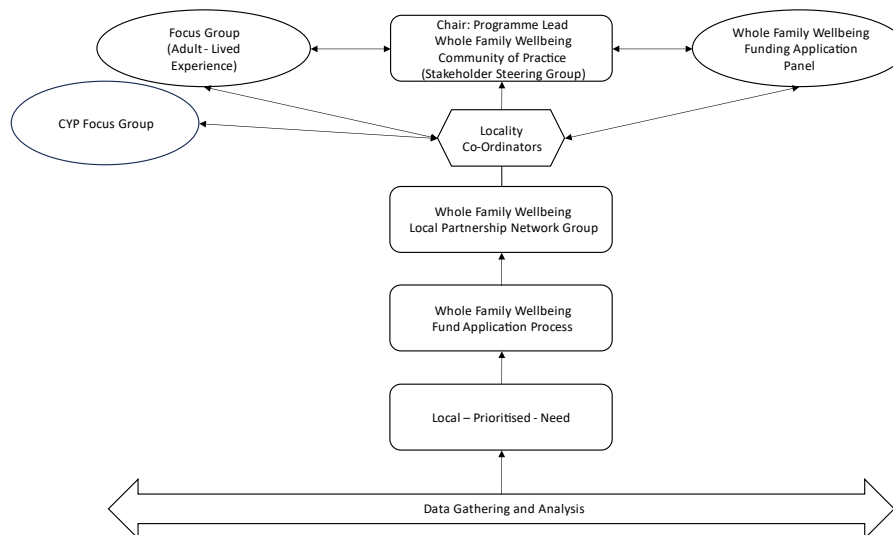 Focus Group
(Adult - Lived
Experience)
Chair: Programme Lead
Whole Family Wellbeing
Community of Practice
(Stakeholder Steering Group)
Whole Family Wellbeing
Funding Application
Panel
CYP Focus Group
Locality
Co-Ordinators
Whole Family Wellbeing
Local Partnership Network Group
Whole Family Wellbeing
Fund Application Process
Local – Prioritised - Need
Data Gathering and Analysis